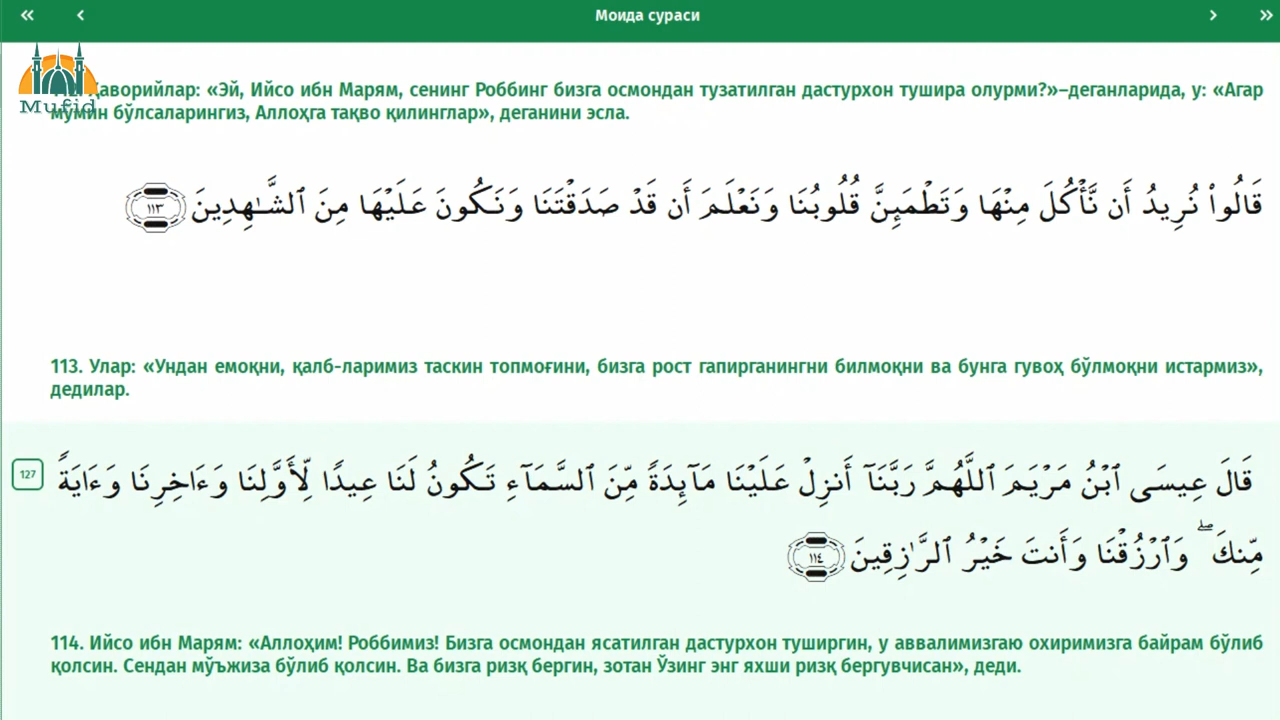 Моида сураси
Mufid
Ҳаворийлар: «Эй, Ийсо ибн Марям, сенинг Роббинг бизга осмондан тузатилган дастурхон тушира олурми?»–деганларида, у: «Агар
мўмин бўлсаларингиз, Аллоҳга тақво қилинглар», деганини эсла.
قَالُوا۟ نُرِيدُ أَن نَّأْكُلَ مِنْهَا وَتَطْمَئِنَّ قُلُوبُنَا وَنَعْلَمَ أَن قَدْ صَدَقْتَنَا وَنَكُونَ عَلَيْهَا مِنَ ٱلشَّـٰهِدِينَ ١١٣
113. Улар: «Ундан емоқни, қалб-ларимиз таскин топмоғини, бизга рост гапирганингни билмоқни ва бунга гувоҳ бўлмоқни истармиз»,
дедилар.
127
قَالَ عِيسَى ٱبْنُ مَرْيَمَ ٱللَّهُمَّ رَبَّنَآ أَنزِلْ عَلَيْنَا مَآئِدَةً مِّنَ ٱلسَّمَآءِ تَكُونُ لَنَا عِيدًا لِّأَوَّلِنَا وَءَاخِرِنَا وَءَايَةً
مِّنكَ ۖ وَٱرْزُقْنَا وَأَنتَ خَيْرُ ٱلرَّٰزِقِينَ ١١٤
114. Ийсо ибн Марям: «Аллоҳим! Роббимиз! Бизга осмондан ясатилган дастурхон туширгин, у аввалимизгаю охиримизга байрам бўлиб
қолсин. Сендан мўъжиза бўлиб қолсин. Ва бизга ризқ бергин, зотан Ўзинг энг яхши ризқ бергувчисан», деди.